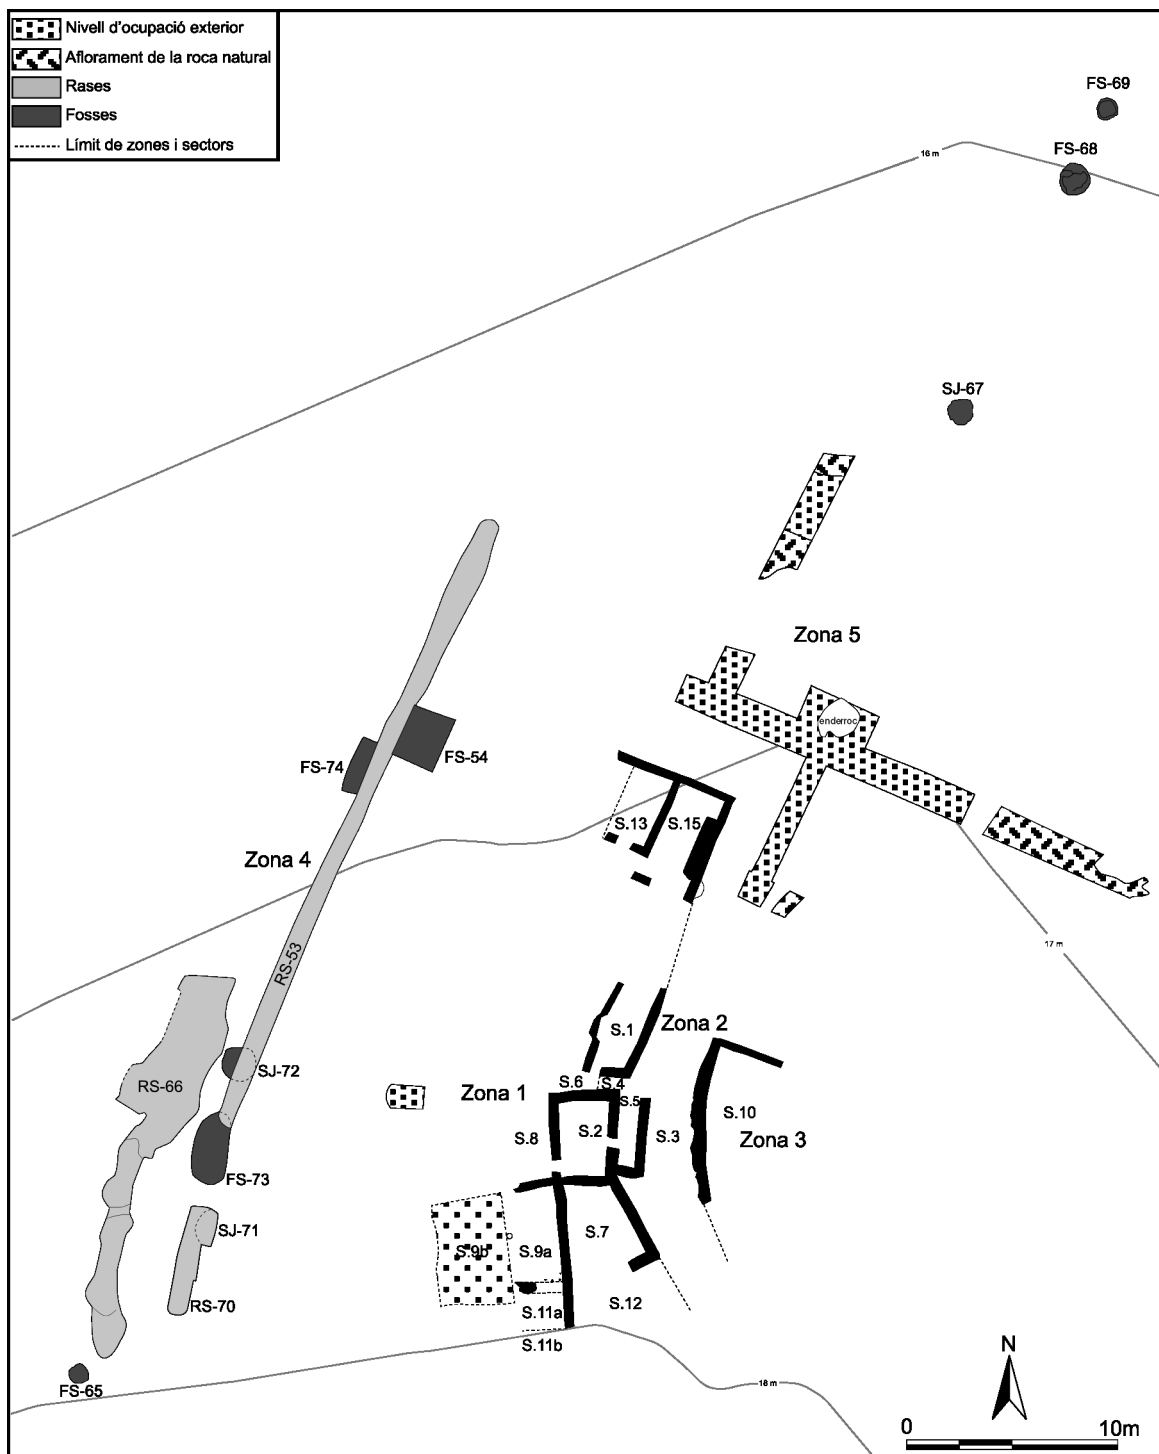 Nivell d'ocupació exterior
Aflorament de la roca natural
Rases
Fosses
Límit de zones i sectors
FS-69
FS-68
16 m
SJ-67
Zona 5
enderroc
FS-74
FS-54
S.13
S.15
Zona 4
RS-53
17 m
S.1
Zona 2
SJ-72
RS-66
S.6
S.4
Zona 1
S.5
S.10
S.8
S.2
S.3
Zona 3
FS-73
SJ-71
S.7
S.9b
S.9a
RS-70
S.11a
S.12
S.11b
N
FS-65
18 m
0
10m